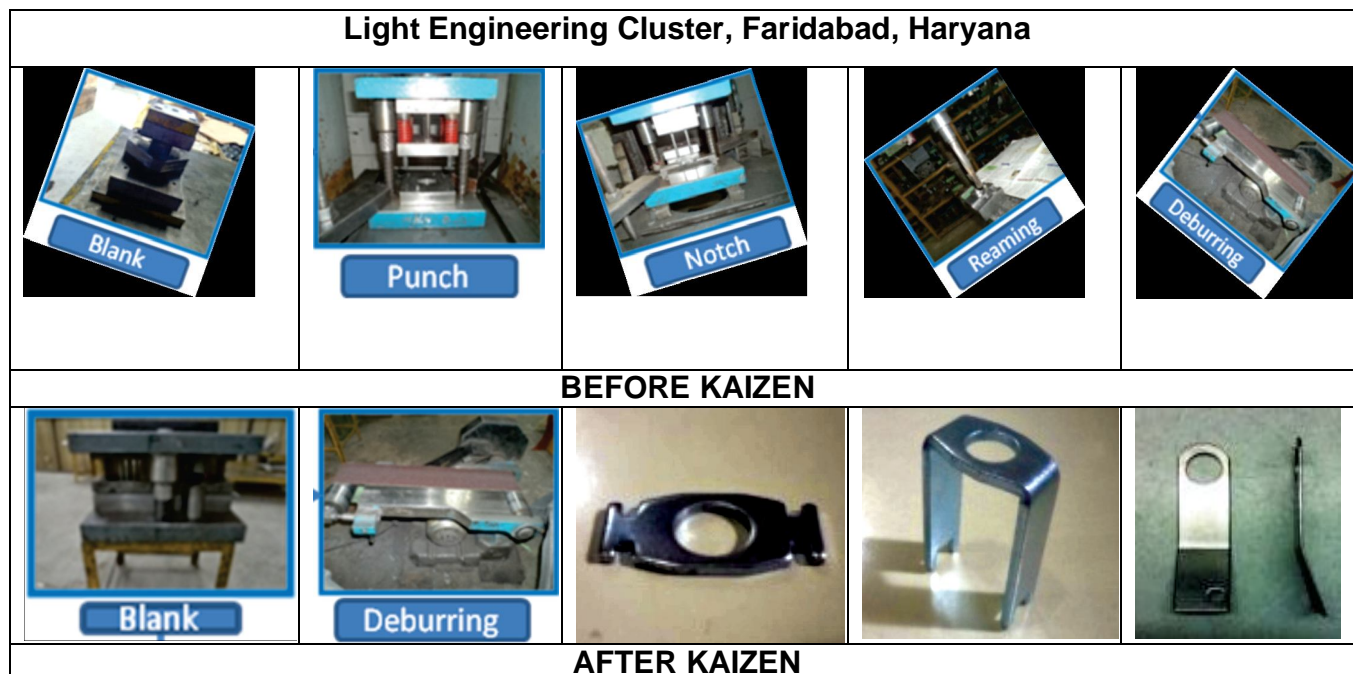 Light Engineering Cluster, Faridabad, Haryana
Blank
Punch
Notch
Reaming
Deburring
BEFORE KAIZEN
Blank
Deburring
AFTER KAIZEN